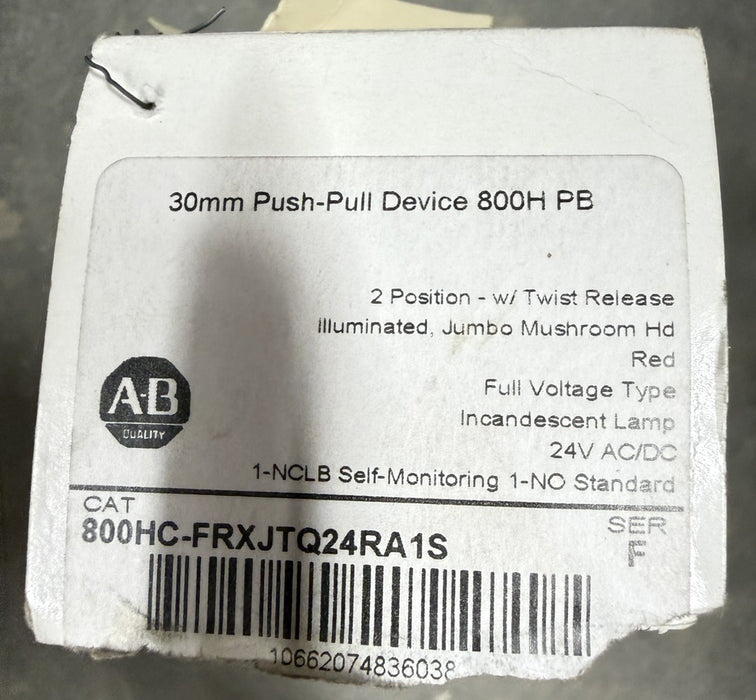 30mm Push-Pull Device 800H PB
2 Position - w/ Twist Release
Illuminated, Jumbo Mushroom Hd
Red
Full Voltage Type
Incandescent Lamp
24V AC/DC
1-NCLB Self-Monitoring 1-NO Standard
A-B
QUALITY
CAT
800HC-FRXJTQ24RA1S
SER
F
10662074836038